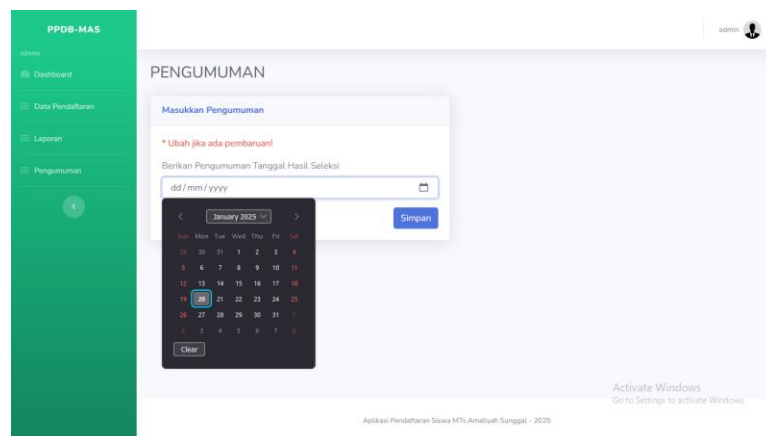 PPDB-MAS
admin
ADMIN
Dashboard
Data Pendaftaran
Laporan
Pengumuman
PENGUMUMAN
Masukkan Pengumuman
* Ubah jika ada pembaruan!
Berikan Pengumuman Tanggal Hasil Seleksi
dd/mm/yyyy
Simpan
January 2025
Sun Mon Tue Wed Thu Fri Sat
29 30 31 1 2 3 4
5 6 7 8 9 10 11
12 13 14 15 16 17 18
19 20 21 22 23 24 25
26 27 28 29 30 31 1
2 3 4 5 6 7 8
Clear
Activate Windows
Go to Settings to activate Windows.
Aplikasi Pendaftaran Siswa MTs Amaliyah Sunggal - 2025